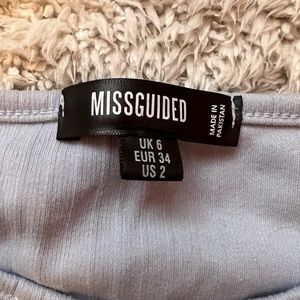 MISSGUIDED
MADE IN
PAKISTAN
UK 6
EUR 34
US 2